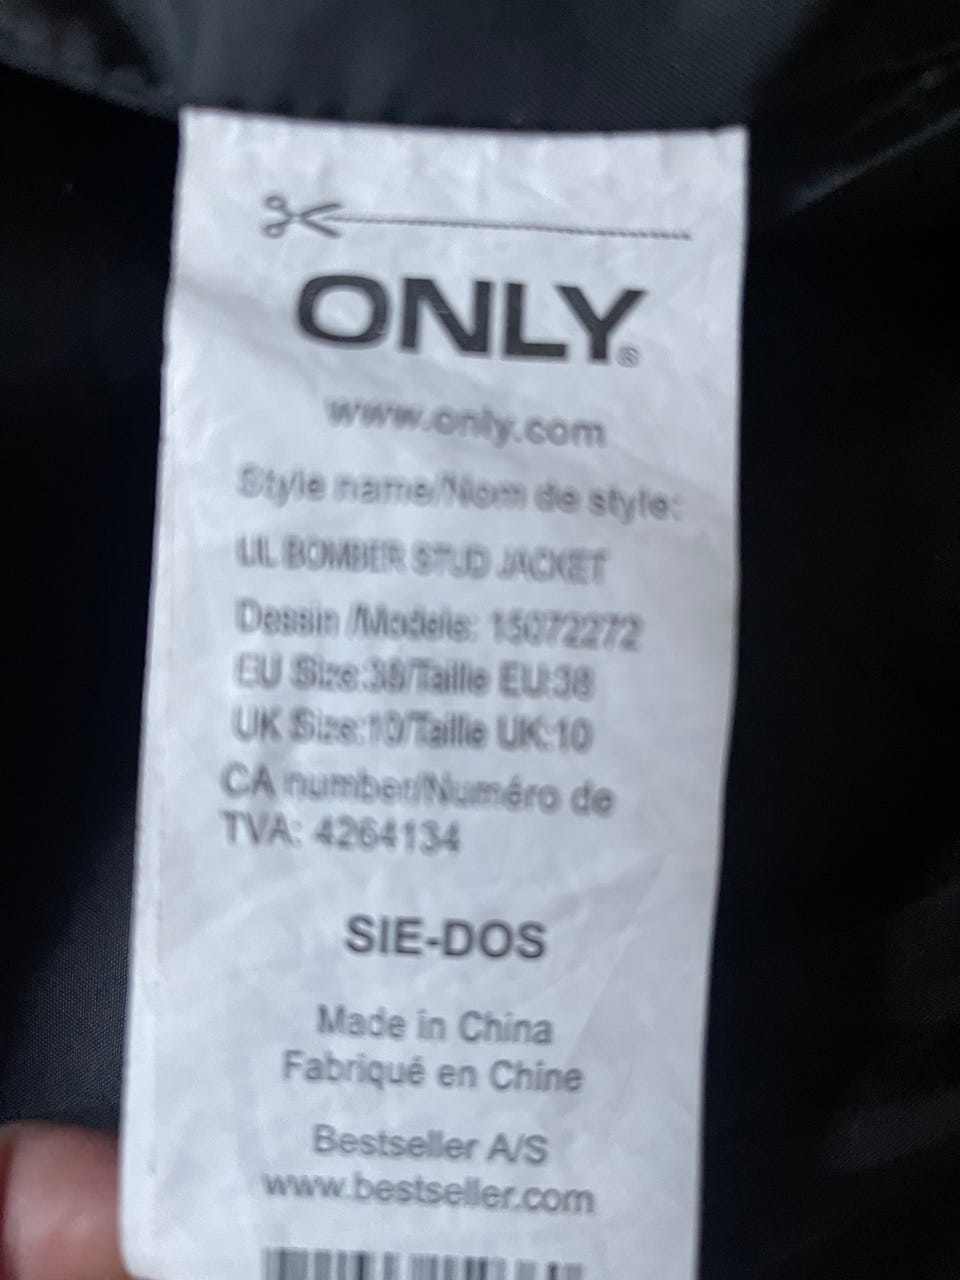 ONLY®
www.only.com
Style name/Nom de style:
LIL BOMBER STUD JACKET
Dessin /Modele: 15072272
EU Size:38/Taille EU:38
UK Size:10/Taille UK:10
CA number/Numéro de
TVA: 4264134
SIE-DOS
Made in China
Fabriqué en Chine
Bestseller A/S
www.bestseller.com